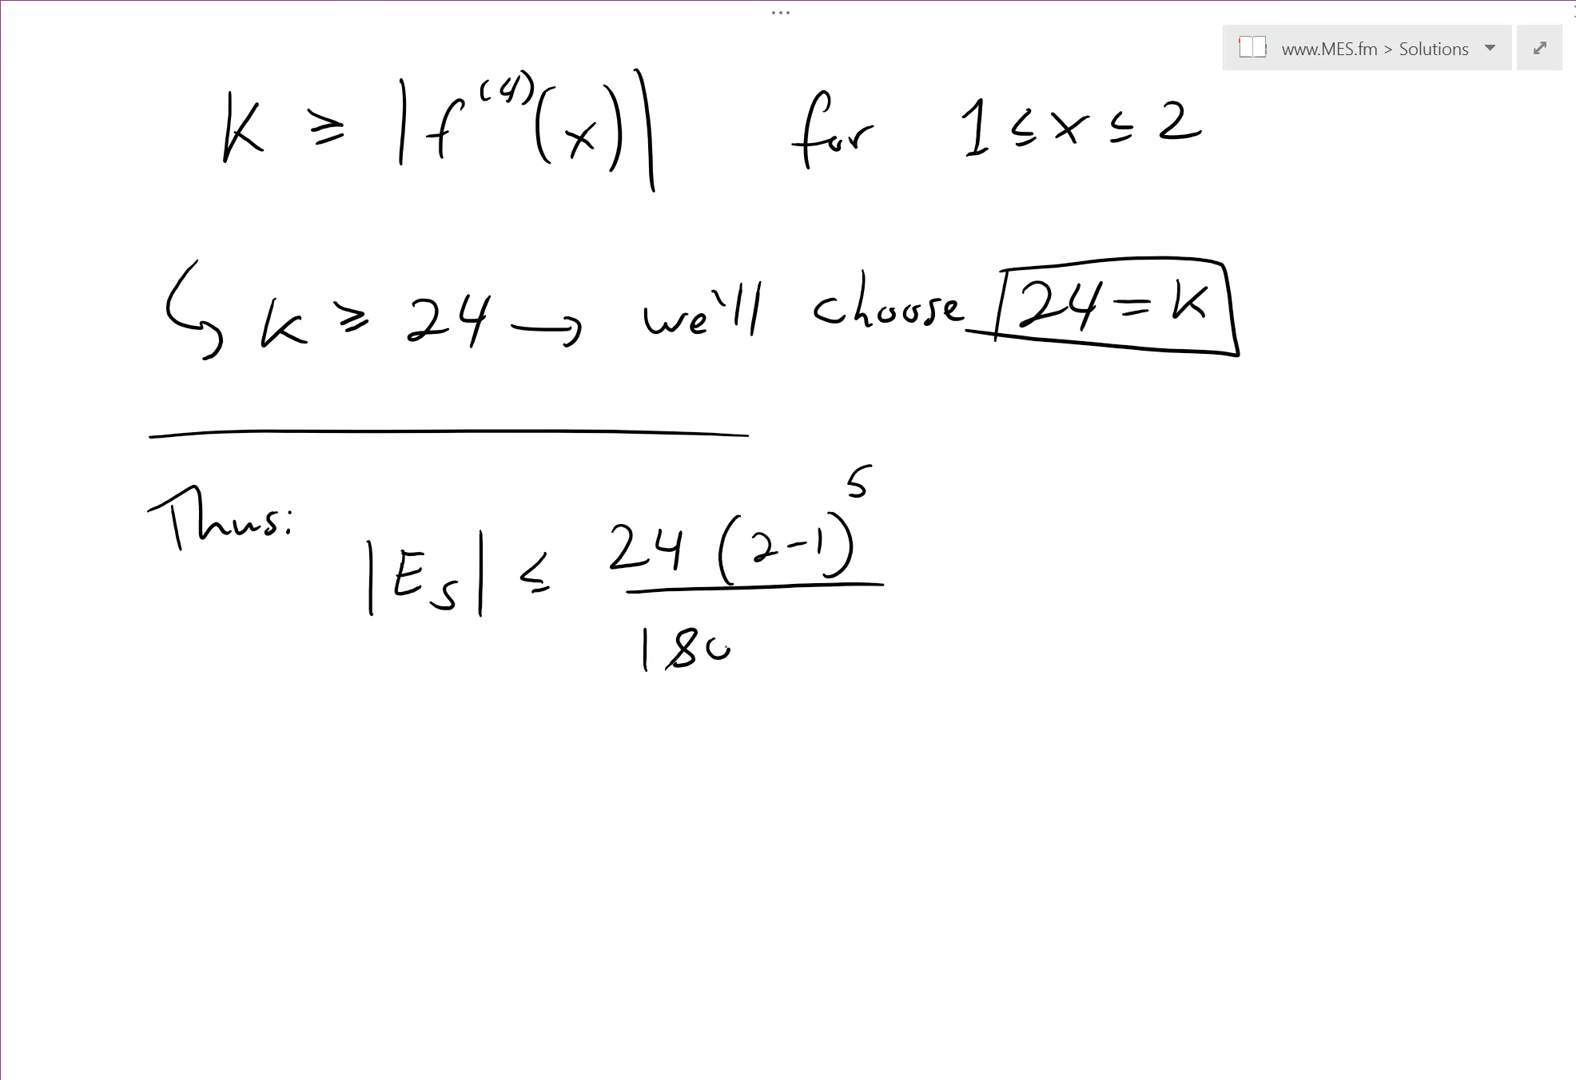 www.MES.fm > Solutions
K ≥ |f⁽⁴⁾(x)| for 1 ≤ x ≤ 2
↳ K ≥ 24 → we'll choose 24 = K
Thus:
|E_S| ≤ 24 (2-1)⁵
180